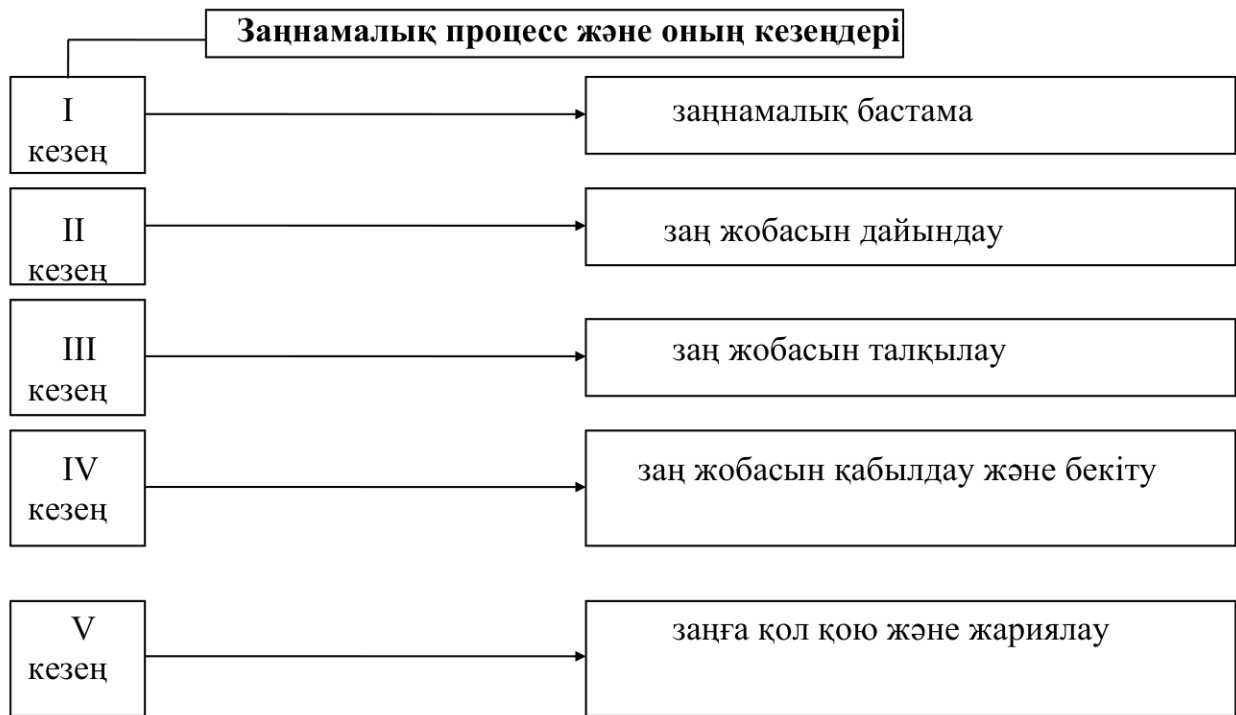 Заңнамалық процесс және оның кезеңдері
I
кезең
заңнамалық бастама
II
кезең
заң жобасын дайындау
III
кезең
заң жобасын талқылау
IV
кезең
заң жобасын қабылдау және бекіту
V
кезең
заңға қол қою және жариялау